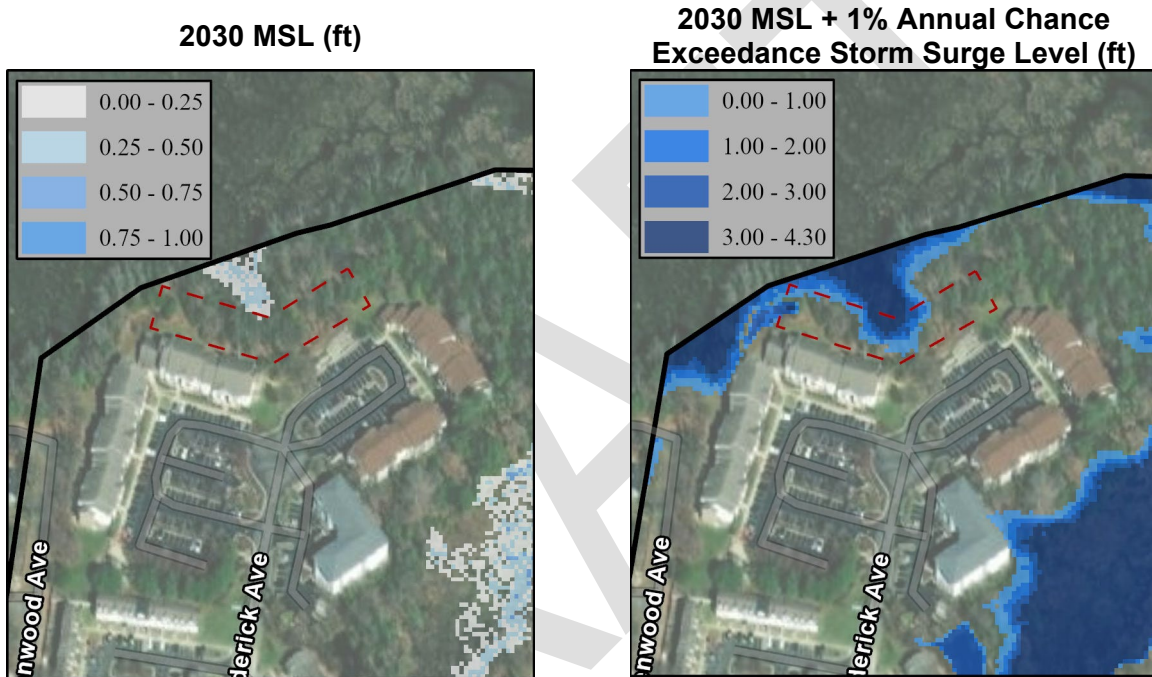 2030 MSL (ft)
0.00 - 0.25
0.25 - 0.50
0.50 - 0.75
0.75 - 1.00
enwood Ave
derick Ave
2030 MSL + 1% Annual Chance
Exceedance Storm Surge Level (ft)
0.00 - 1.00
1.00 - 2.00
2.00 - 3.00
3.00 - 4.30
enwood Ave
derick Ave